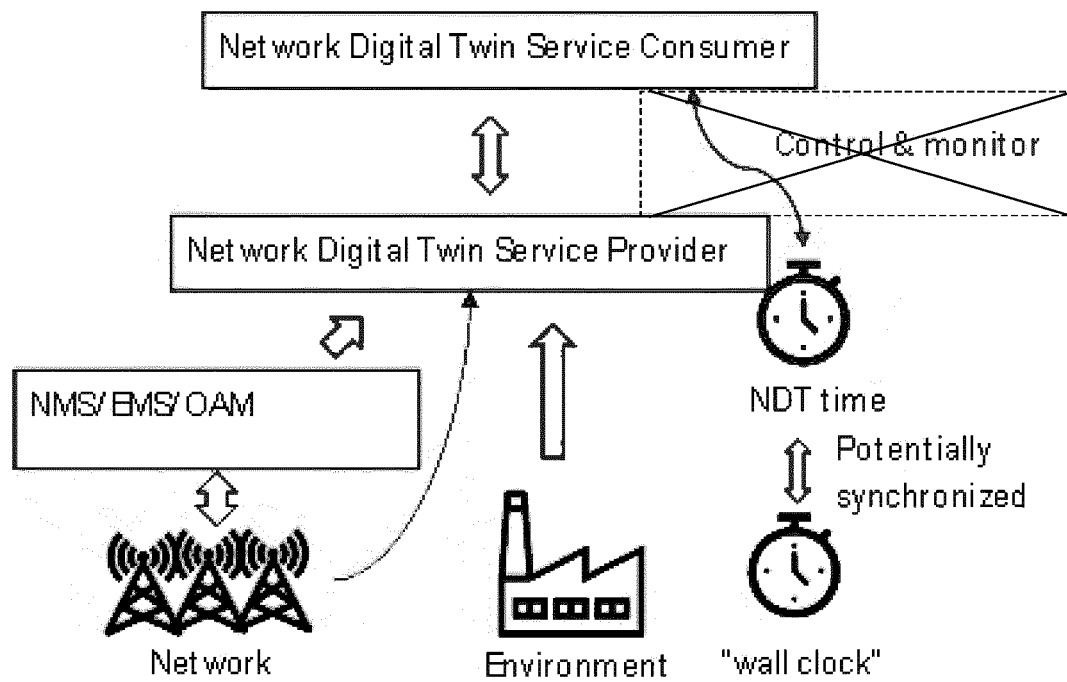 Network Digital Twin Service Consumer
Control & monitor
Network Digital Twin Service Provider
NMS/ EMS/ OAM
NDT time
Potentially
synchronized
Network
Environment
"wall clock"